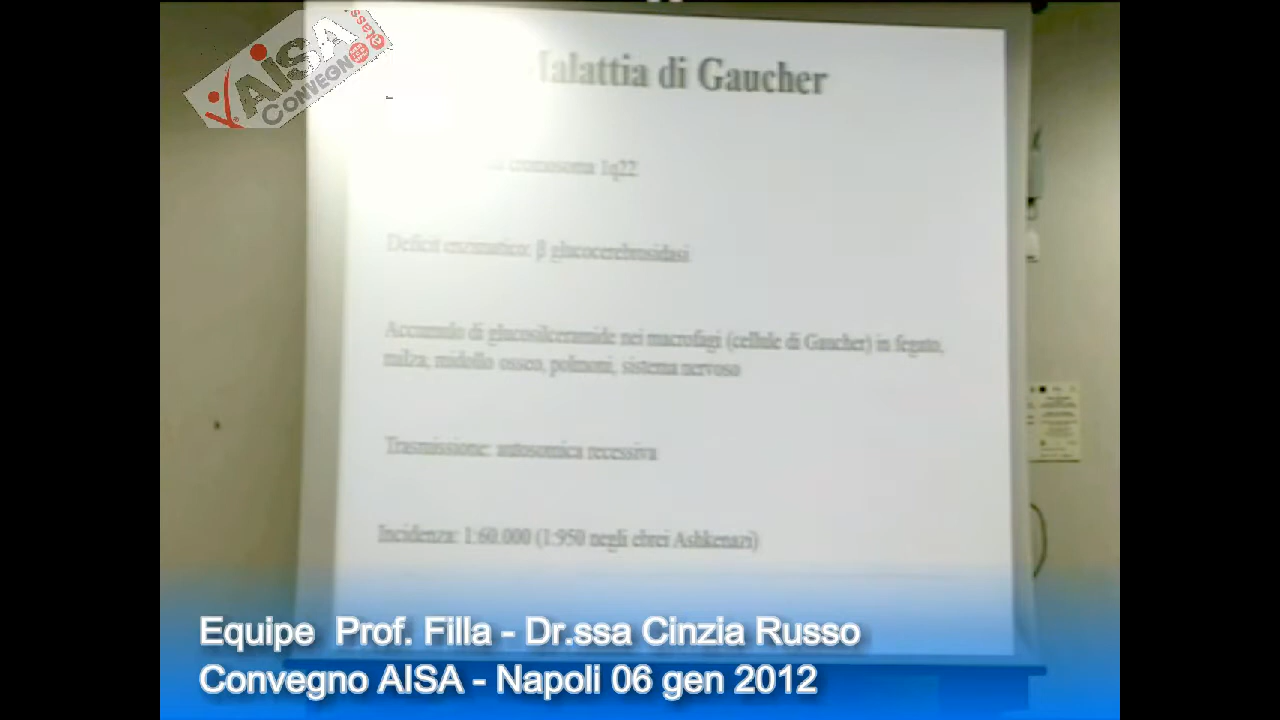 AISA
CONVEGNO
Malattia di Gaucher
cromosoma 1q22
Deficit enzimatico: β glucocerebrosidasi
Accumulo di glucosilceramide nei macrofagi (cellule di Gaucher) in fegato,
milza, midollo osseo, polmoni, sistema nervoso
Trasmissione: autosomica recessiva
Incidenza: 1:60.000 (1:950 negli ebrei Ashkenazi)
Equipe Prof. Filla - Dr.ssa Cinzia Russo
Convegno AISA - Napoli 06 gen 2012